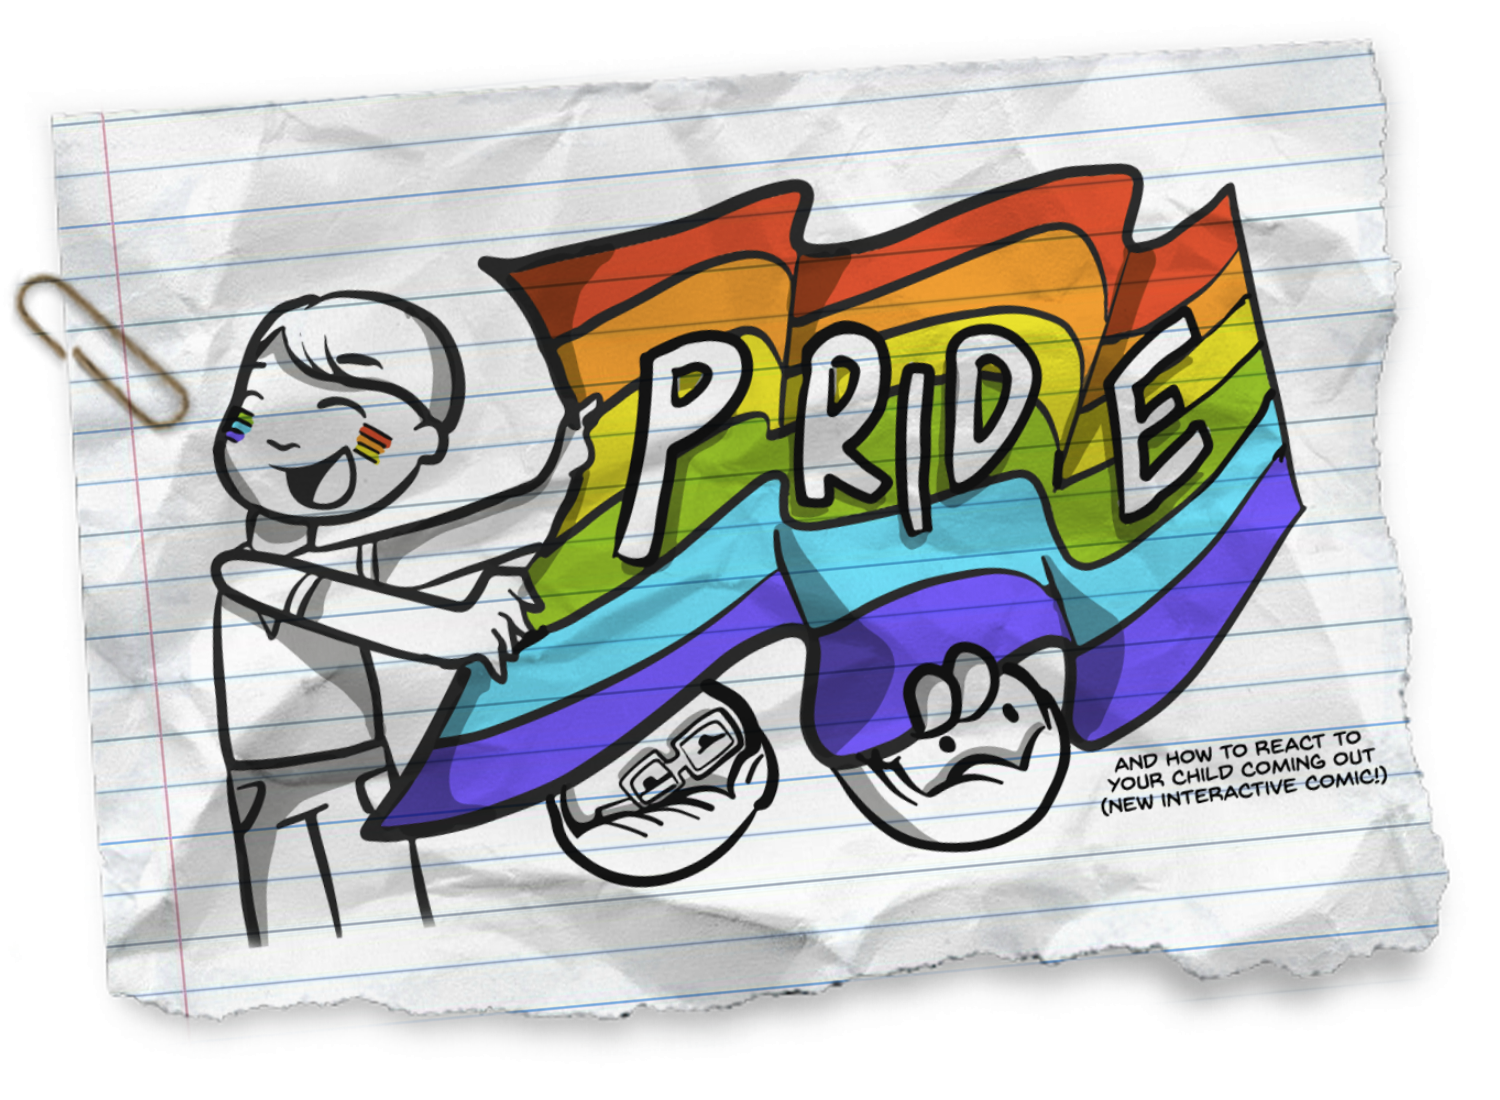 PRIDE
AND HOW TO REACT TO
YOUR CHILD COMING OUT
(NEW INTERACTIVE COMIC!)